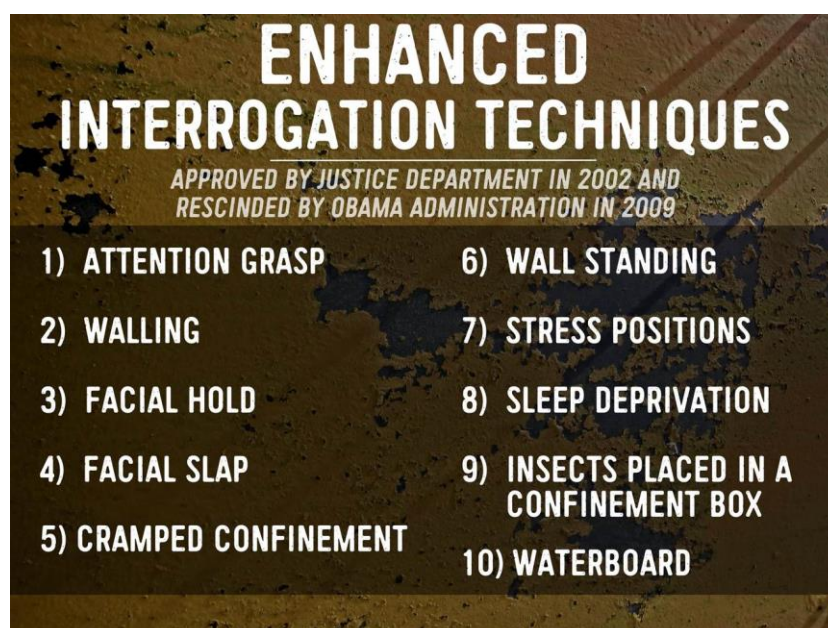 ENHANCED
INTERROGATION TECHNIQUES
APPROVED BY JUSTICE DEPARTMENT IN 2002 AND
RESCINDED BY OBAMA ADMINISTRATION IN 2009
1) ATTENTION GRASP
2) WALLING
3) FACIAL HOLD
4) FACIAL SLAP
5) CRAMPED CONFINEMENT
6) WALL STANDING
7) STRESS POSITIONS
8) SLEEP DEPRIVATION
9) INSECTS PLACED IN A
CONFINEMENT BOX
10) WATERBOARD